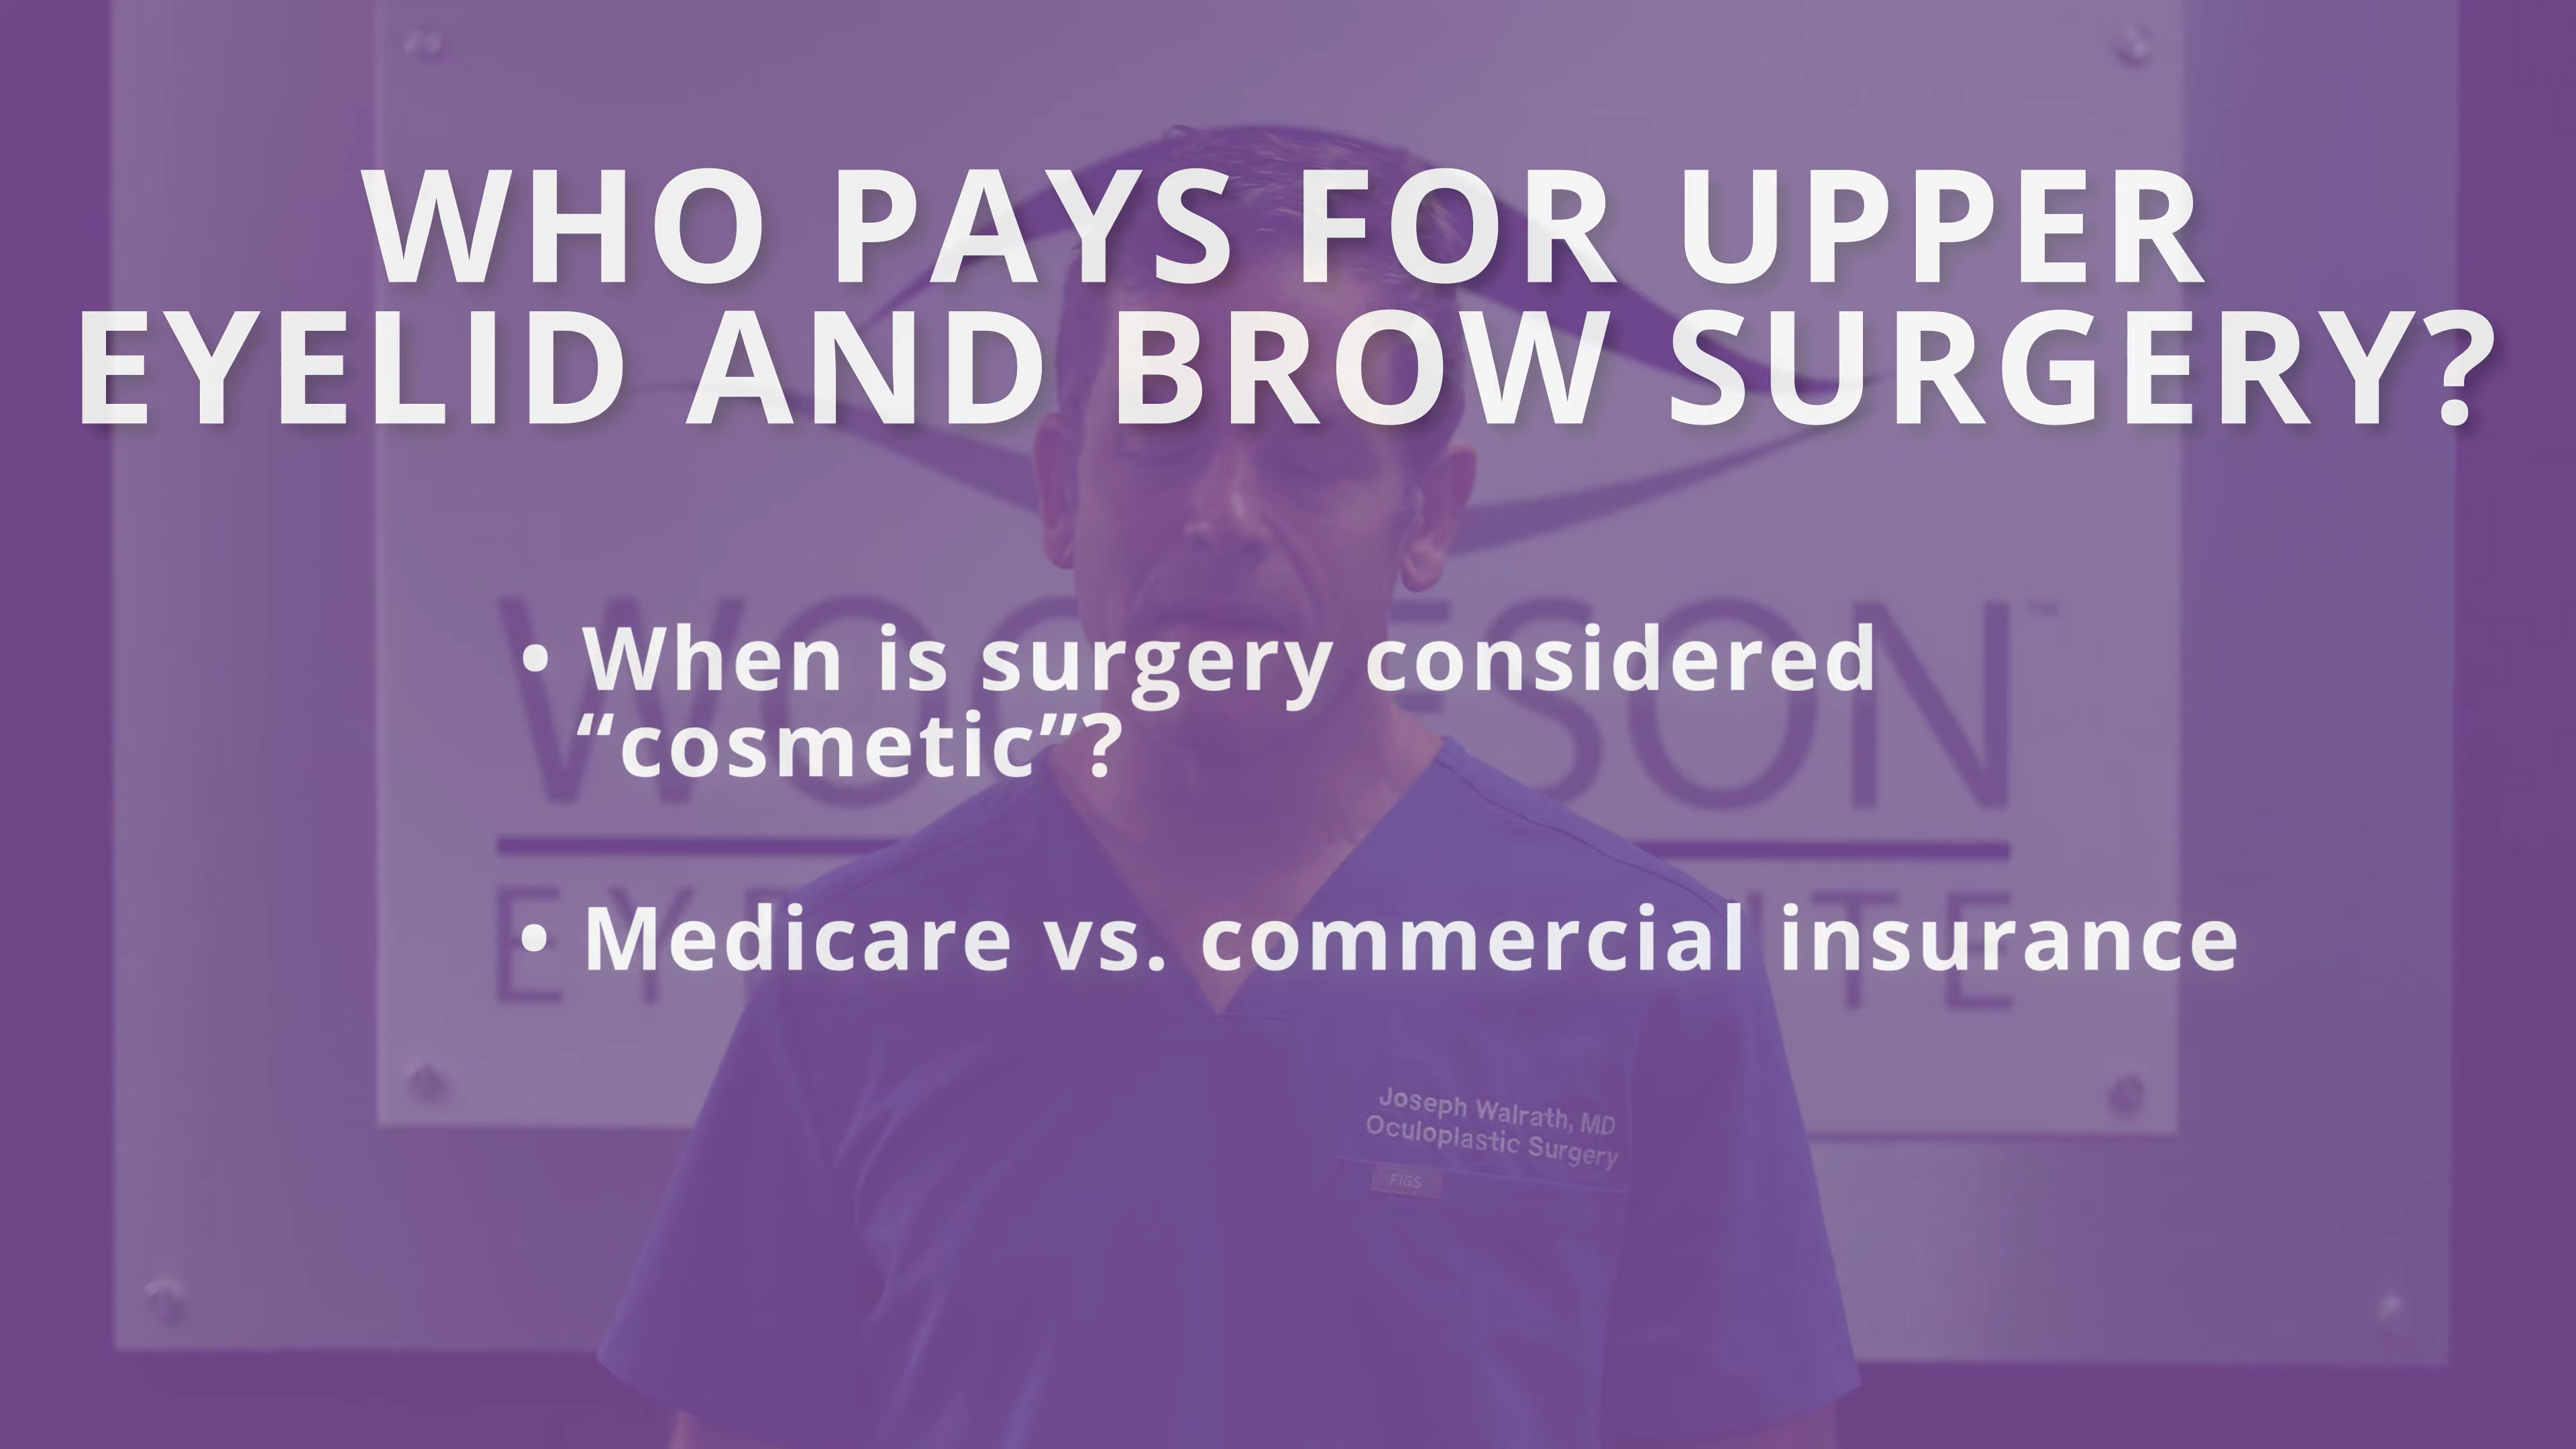 WHO PAYS FOR UPPER
EYELID AND BROW SURGERY?
• When is surgery considered
“cosmetic”?
• Medicare vs. commercial insurance
Joseph Walrath, MD
Oculoplastic Surgery
FIGS